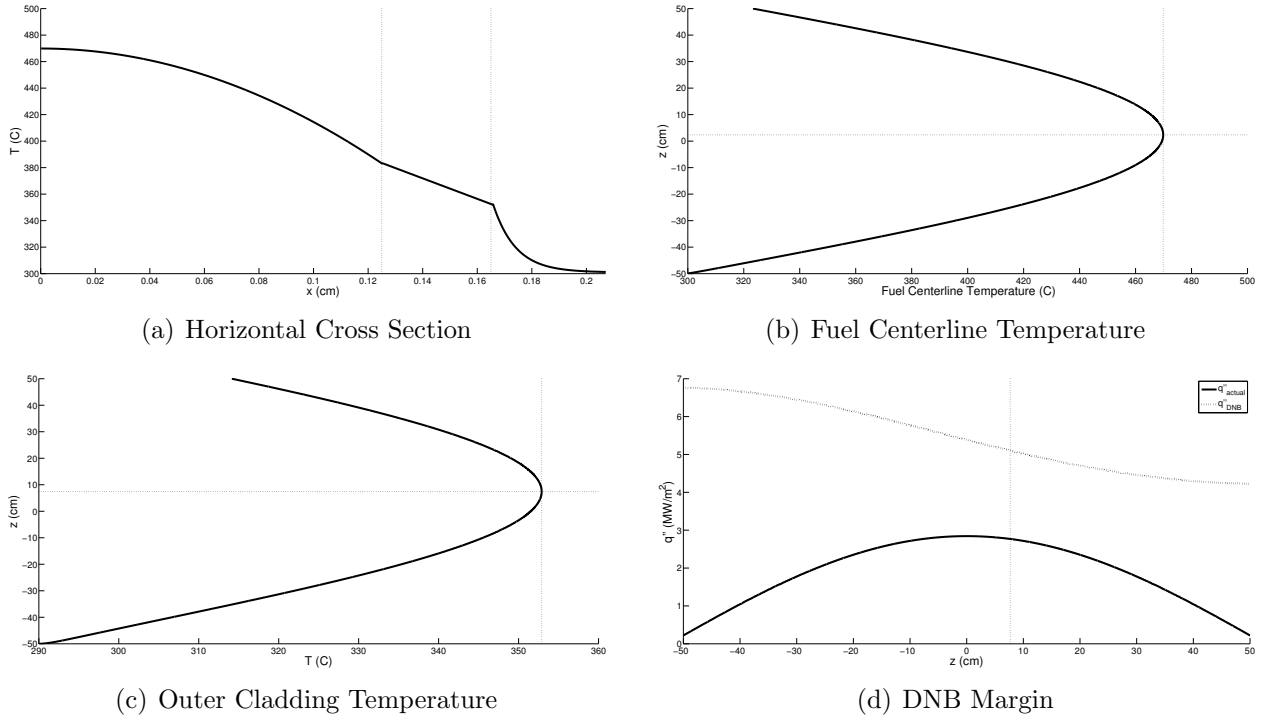 500
480
460
440
420
400
380
360
340
320
300
T (C)
0 0.02 0.04 0.06 0.08 0.1 0.12 0.14 0.16 0.18 0.2
x (cm)
(a) Horizontal Cross Section
50
40
30
20
10
0
−10
−20
−30
−40
−50
z (cm)
300 320 340 360 380 400 420 440 460 480 500
Fuel Centerline Temperature (C)
(b) Fuel Centerline Temperature
50
40
30
20
10
0
−10
−20
−30
−40
−50
z (cm)
290 300 310 320 330 340 350 360
T (C)
(c) Outer Cladding Temperature
7
6
5
4
3
2
1
0
q" (MW/m²)
q"actual
q"DNB
−50 −40 −30 −20 −10 0 10 20 30 40 50
z (cm)
(d) DNB Margin